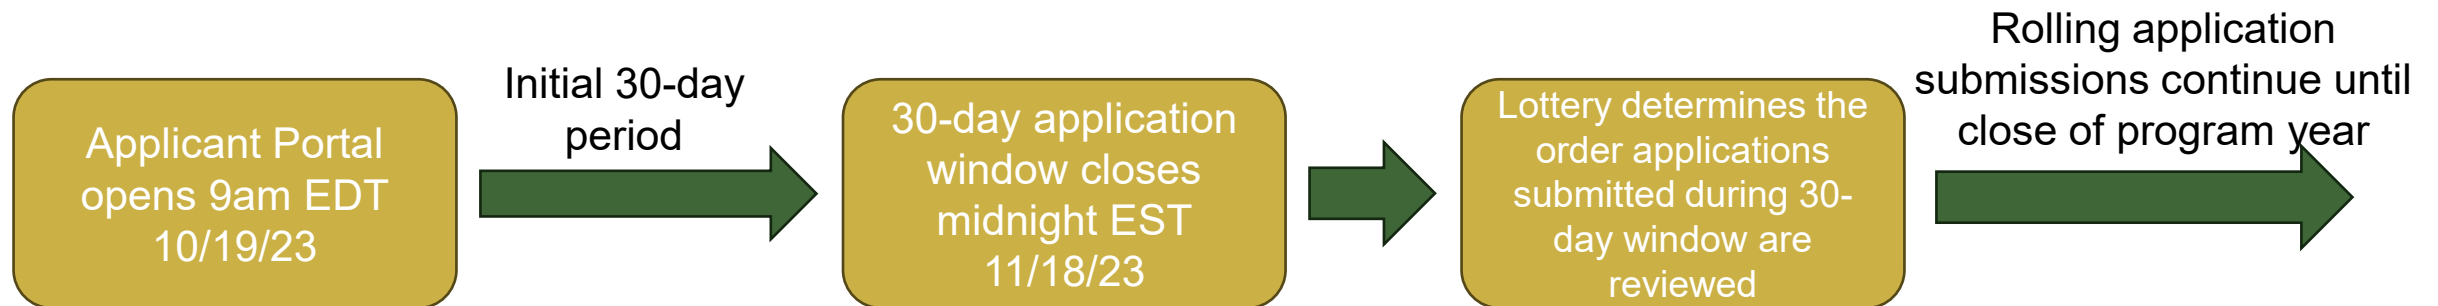 Applicant Portal
opens 9am EDT
10/19/23
Initial 30-day
period
30-day application
window closes
midnight EST
11/18/23
Lottery determines the
order applications
submitted during 30-
day window are
reviewed
Rolling application
submissions continue until
close of program year